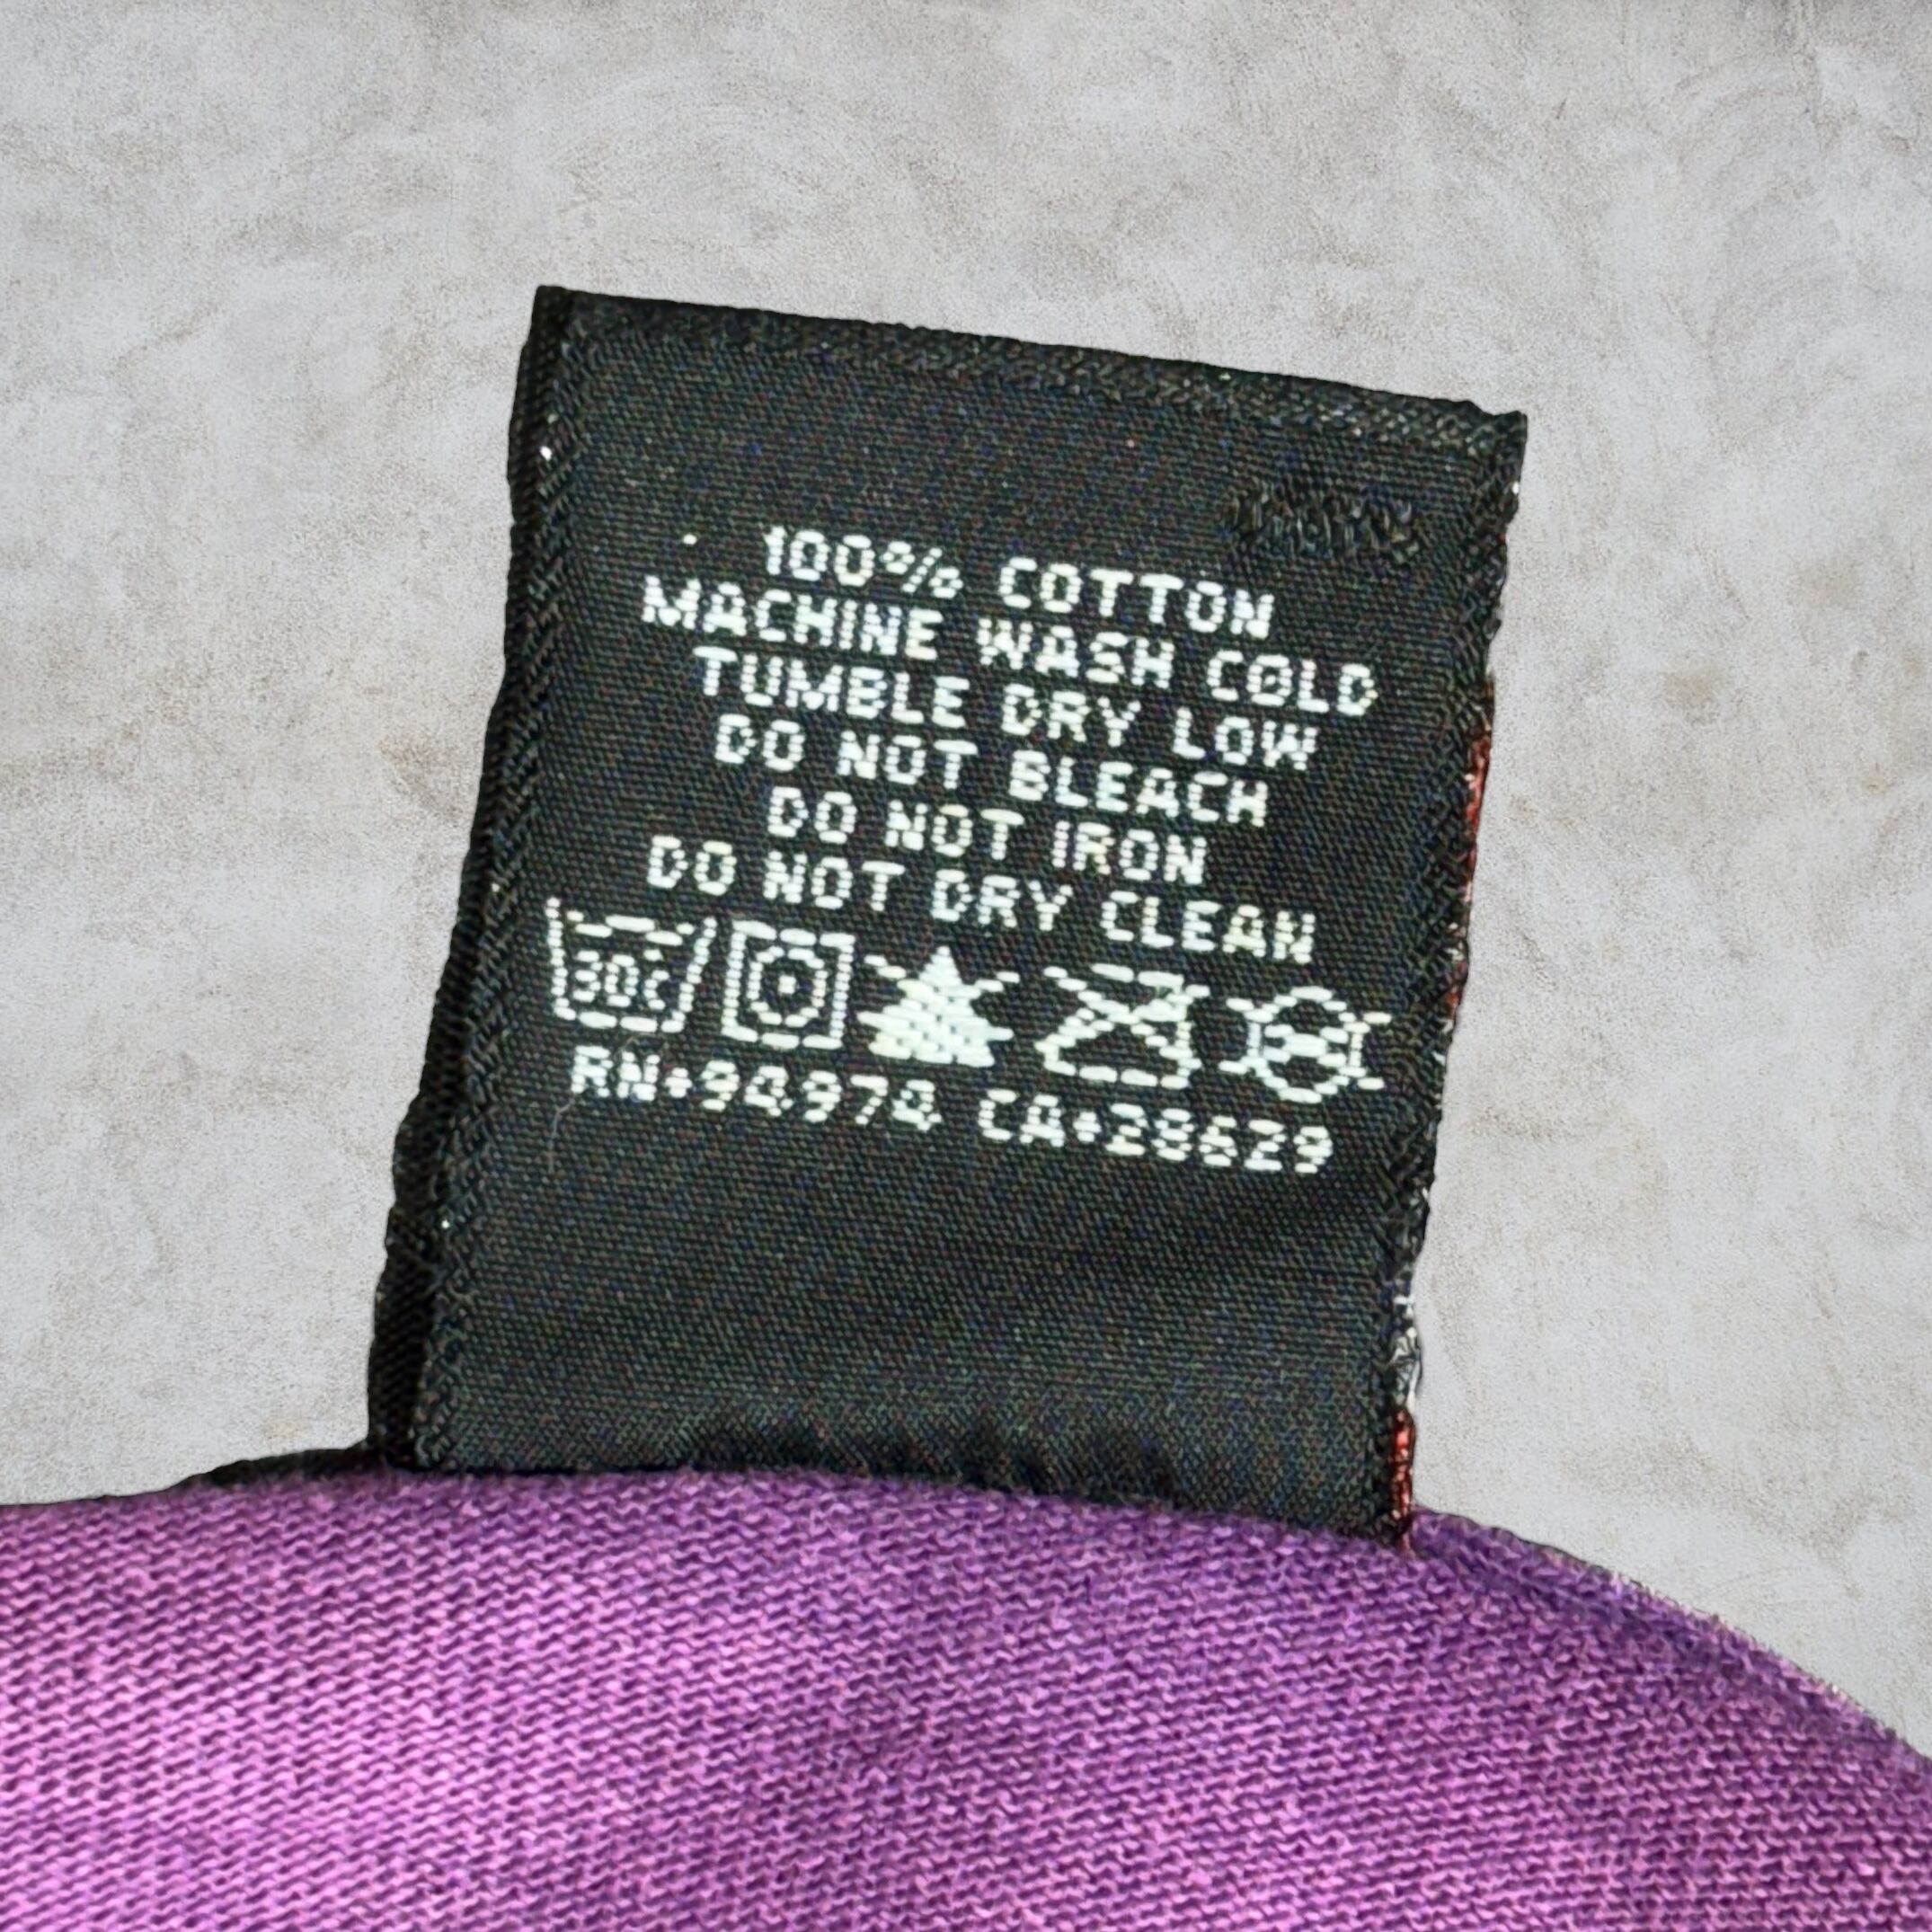 100% COTTON
MACHINE WASH COLD
TUMBLE DRY LOW
DO NOT BLEACH
DO NOT IRON
DO NOT DRY CLEAN
30c
RN•94974 CA•28629